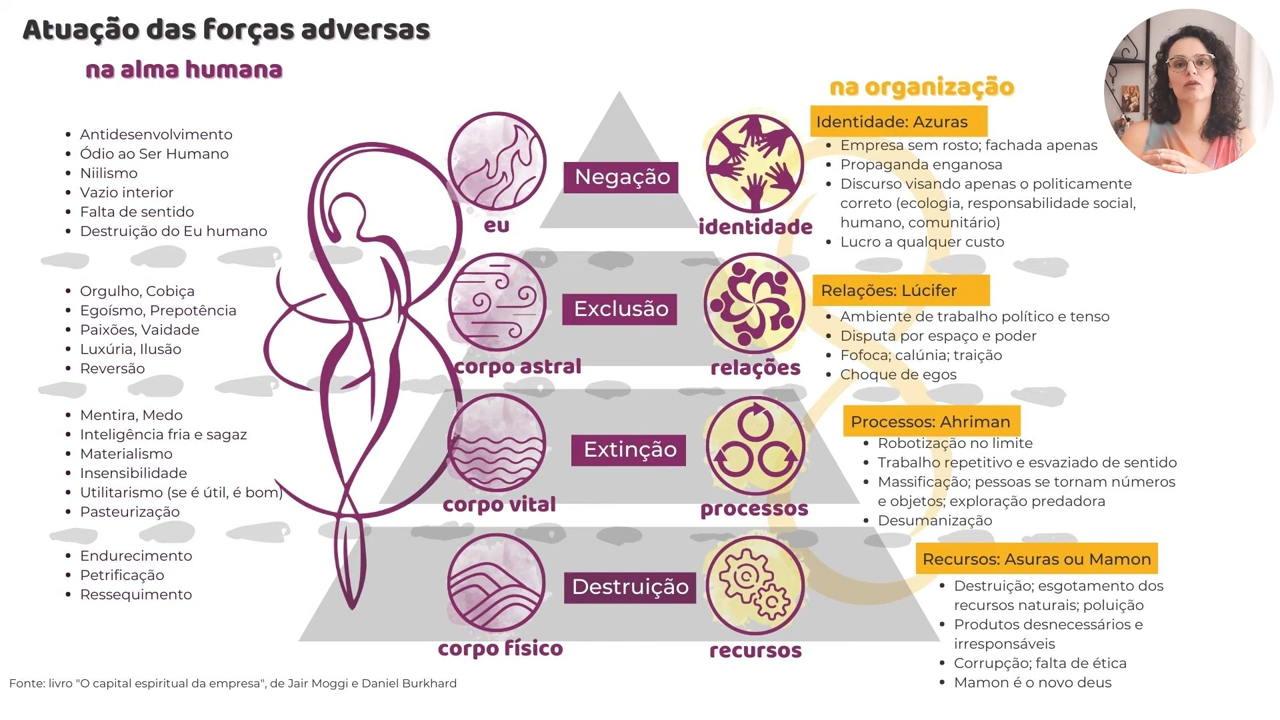 Atuação das forças adversas
na alma humana
na organização
Antidesenvolvimento
Ódio ao Ser Humano
Niilismo
Vazio interior
Falta de sentido
Destruição do Eu humano
eu
Negação
identidade
Identidade: Azuras
Empresa sem rosto; fachada apenas
Propaganda enganosa
Discurso visando apenas o politicamente
correto (ecologia, responsabilidade social,
humano, comunitário)
Lucro a qualquer custo
Orgulho, Cobiça
Egoísmo, Prepotência
Paixões, Vaidade
Luxúria, Ilusão
Reversão
corpo astral
Exclusão
relações
Relações: Lúcifer
Ambiente de trabalho político e tenso
Disputa por espaço e poder
Fofoca; calúnia; traição
Choque de egos
Mentira, Medo
Inteligência fria e sagaz
Materialismo
Insensibilidade
Utilitarismo (se é útil, é bom)
Pasteurização
corpo vital
Extinção
processos
Processos: Ahriman
Robotização no limite
Trabalho repetitivo e esvaziado de sentido
Massificação; pessoas se tornam números
e objetos; exploração predadora
Desumanização
Endurecimento
Petrificação
Ressequimento
corpo físico
Destruição
recursos
Recursos: Asuras ou Mamon
Destruição; esgotamento dos
recursos naturais; poluição
Produtos desnecessários e
irresponsáveis
Corrupção; falta de ética
Mamon é o novo deus
Fonte: livro "O capital espiritual da empresa", de Jair Moggi e Daniel Burkhard